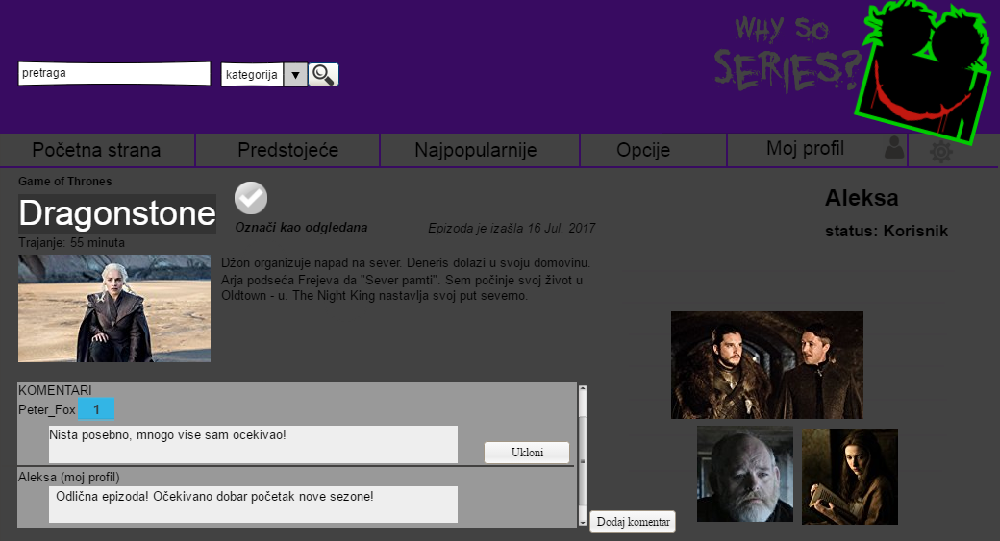 WHY SO
SERIES?
pretraga
kategorija
Početna strana
Predstojeće
Najpopularnije
Opcije
Moj profil
Game of Thrones
Dragonstone
Trajanje: 55 minuta
Označi kao odgledana
Epizoda je izašla 16 Jul. 2017
Aleksa
status: Korisnik
Džon organizuje napad na sever. Deneris dolazi u svoju domovinu.
Arja podseća Frejeva da "Sever pamti". Sem počinje svoj život u
Oldtown - u. The Night King nastavlja svoj put severno.
KOMENTARI
Peter_Fox 1
Nista posebno, mnogo vise sam ocekivao!
Ukloni
Aleksa (moj profil)
Odlična epizoda! Očekivano dobar početak nove sezone!
Dodaj komentar